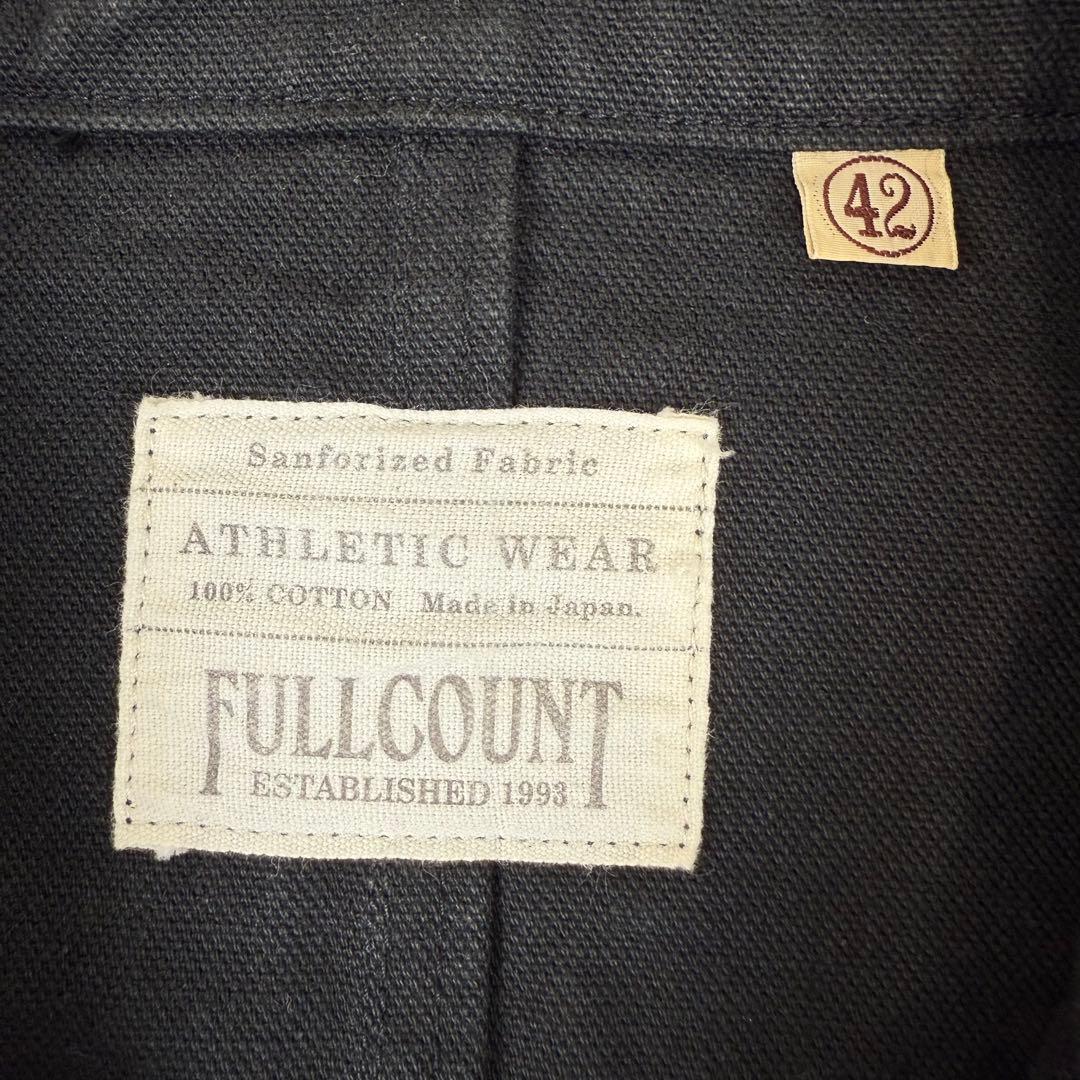 42
Sanforized Fabric
ATHLETIC WEAR
100% COTTON Made in Japan.
FULLCOUNT
ESTABLISHED 1993